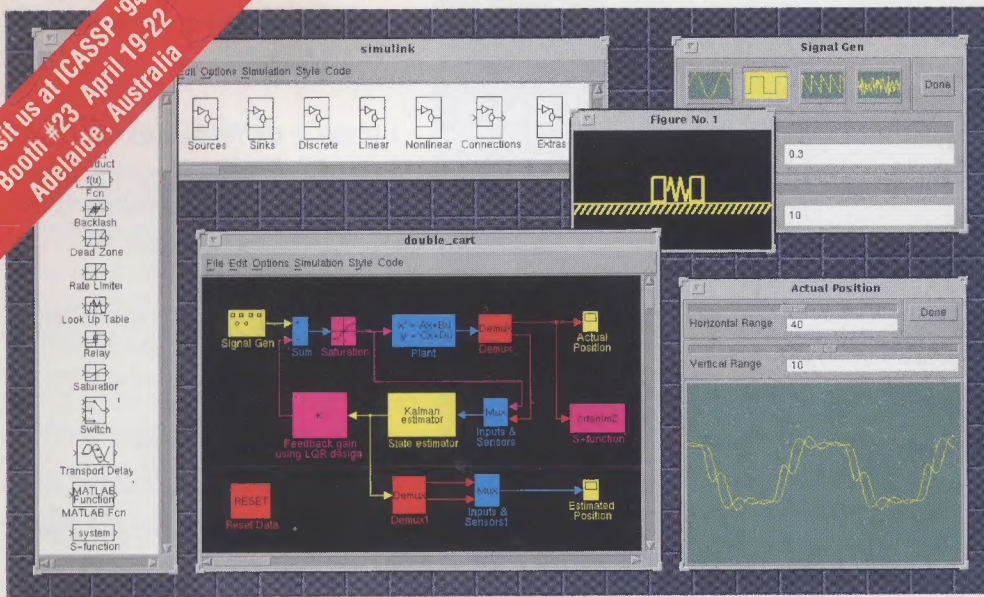 sit us at ICASSP '94
Booth #23 April 19-22
Adelaide, Australia
simulink
Edit Options Simulation Style Code
Sources Sinks Discrete Linear Nonlinear Connections Extras
Signal Gen
Done
0.3
10
Figure No. 1
duct
f(u)
Fcn
Backlash
Dead Zone
Rate Limiter
Look Up Table
Relay
Saturation
Switch
Transport Delay
MATLAB
Function
MATLAB Fcn
system
S-function
double_cart
File Edit Options Simulation Style Code
Signal Gen
Sum
Saturation
x' = Ax+Bu
y = Cx+Du
Plant
Demux
Demux
Actual
Position
K
Feedback gain
using LQR design
Kalman
estimator
State estimator
Mux
Inputs &
Sensors
S-function
RESET
Reset Data
Demux
Demux1
Mux
Inputs &
Sensors1
Estimated
Position
Actual Position
Done
Horizontal Range 40
Vertical Range 10